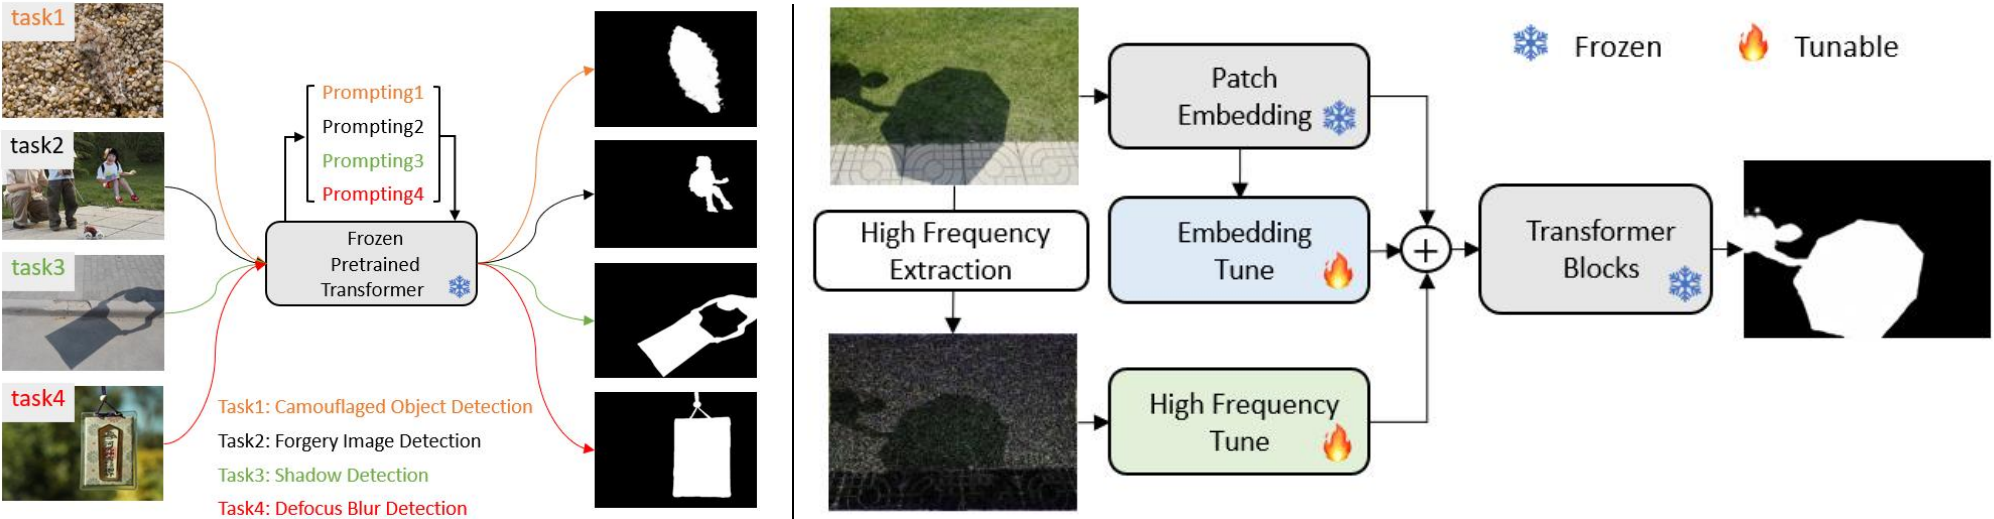 task1
task2
task3
task4
Prompting1
Prompting2
Prompting3
Prompting4
Frozen
Pretrained
Transformer
Task1: Camouflaged Object Detection
Task2: Forgery Image Detection
Task3: Shadow Detection
Task4: Defocus Blur Detection
Frozen
Tunable
Patch
Embedding
High Frequency
Extraction
Embedding
Tune
+
Transformer
Blocks
High Frequency
Tune